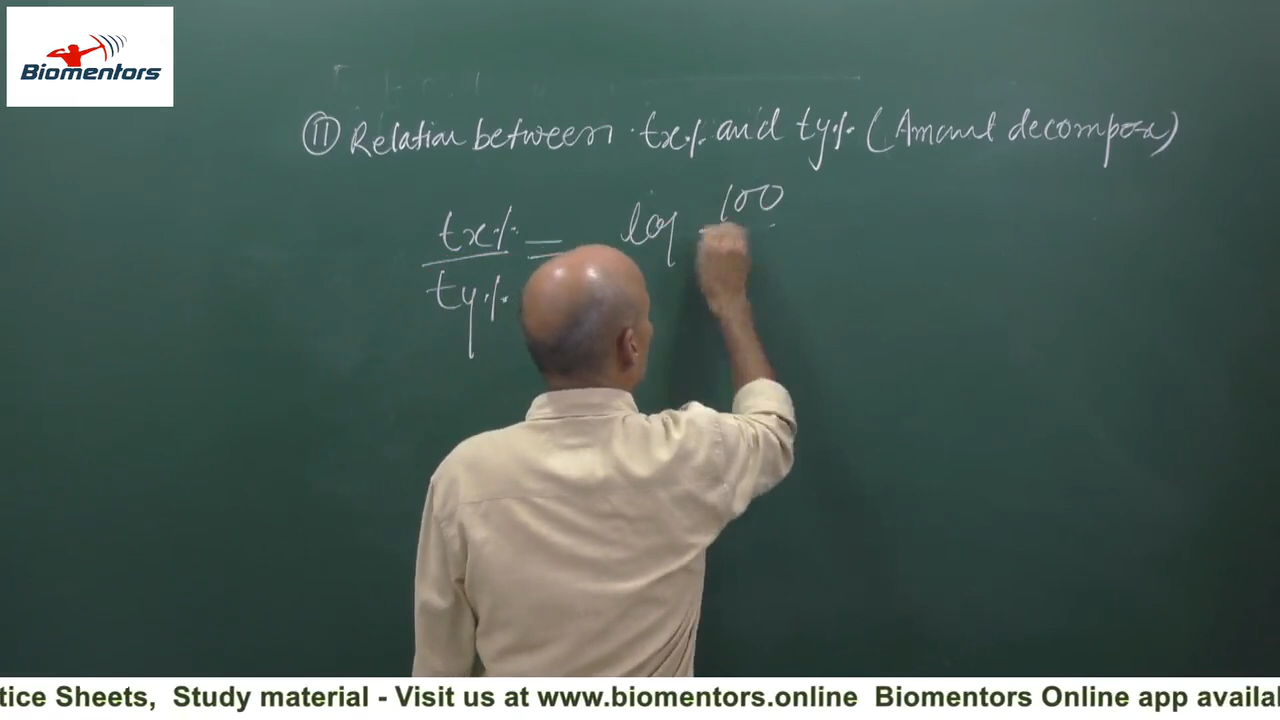 Biomentors
⑪ Relation between tx% and ty% (Amount decompose)
tx% = log 100
ty%
tice Sheets, Study material - Visit us at www.biomentors.online Biomentors Online app availa